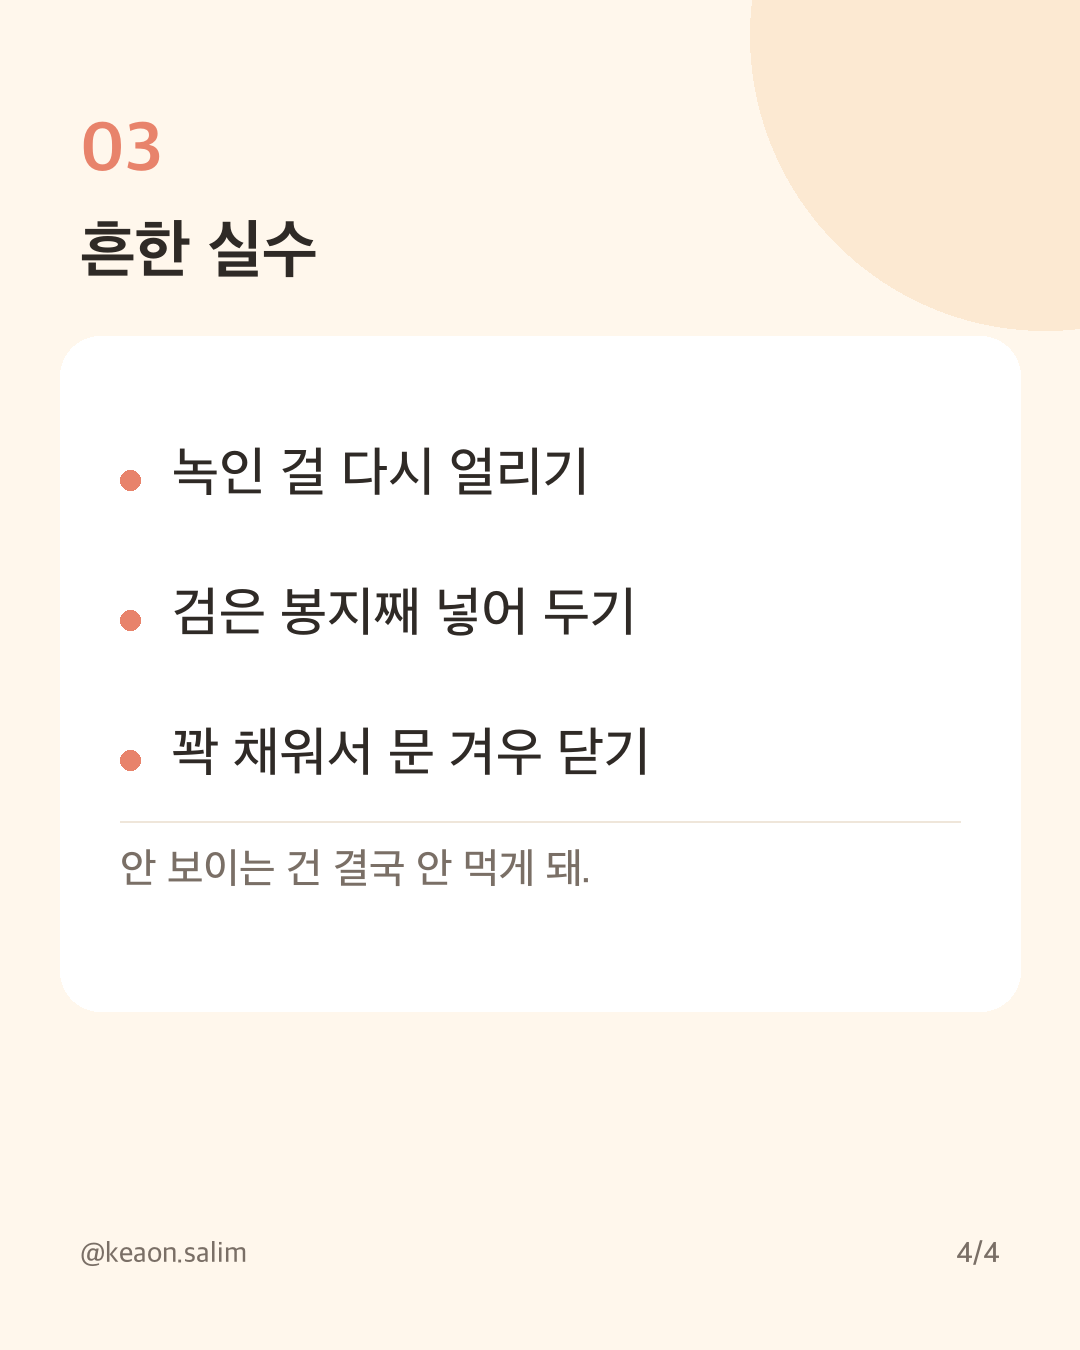 03
흔한 실수
녹인 걸 다시 얼리기
검은 봉지째 넣어 두기
꽉 채워서 문 겨우 닫기
안 보이는 건 결국 안 먹게 돼.
@keaon.salim
4/4